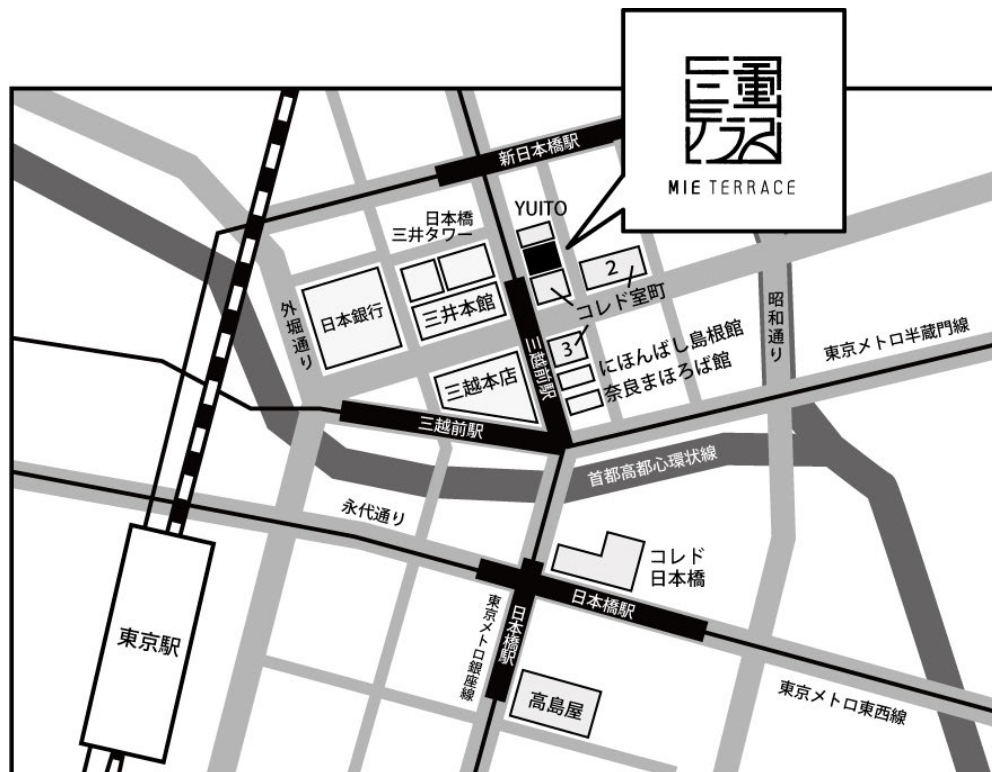 三重テラス
MIE TERRACE
新日本橋駅
YUITO
日本橋
三井タワー
2
コレド室町
外堀通り
日本銀行
三井本館
三越前駅
3
昭和通り
東京メトロ半蔵門線
にほんばし島根館
奈良まほろば館
三越本店
三越前駅
首都高都心環状線
永代通り
コレド
日本橋
日本橋駅
日本橋駅
東京メトロ銀座線
東京駅
高島屋
東京メトロ東西線